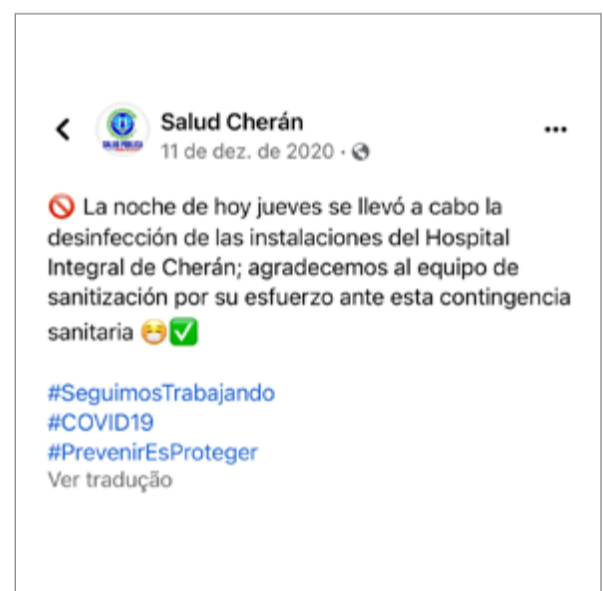 Salud Cherán
11 de dez. de 2020 ·
🚫 La noche de hoy jueves se llevó a cabo la
desinfección de las instalaciones del Hospital
Integral de Cherán; agradecemos al equipo de
sanitización por su esfuerzo ante esta contingencia
sanitaria 😷✅
#SeguimosTrabajando
#COVID19
#PrevenirEsProteger
Ver tradução